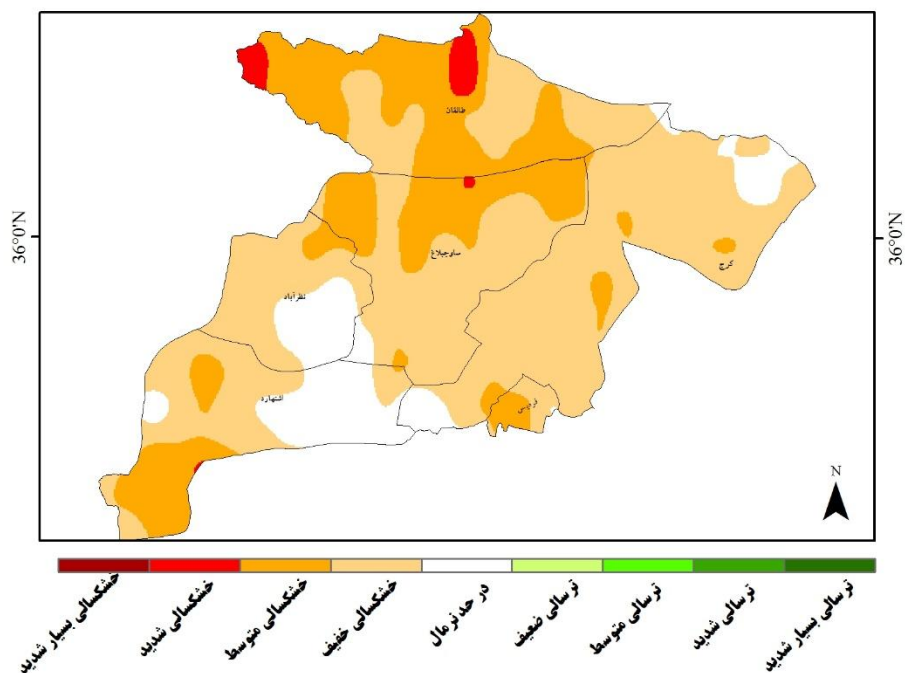 طالقان
36°0'N
36°0'N
ساوجبلاغ
کرج
نظرآباد
اشتهارد
فردیس
N
خشکسالی بسیار شدید
خشکسالی شدید
خشکسالی متوسط
خشکسالی خفیف
در حد نرمال
ترسالی ضعیف
ترسالی متوسط
ترسالی شدید
ترسالی بسیار شدید